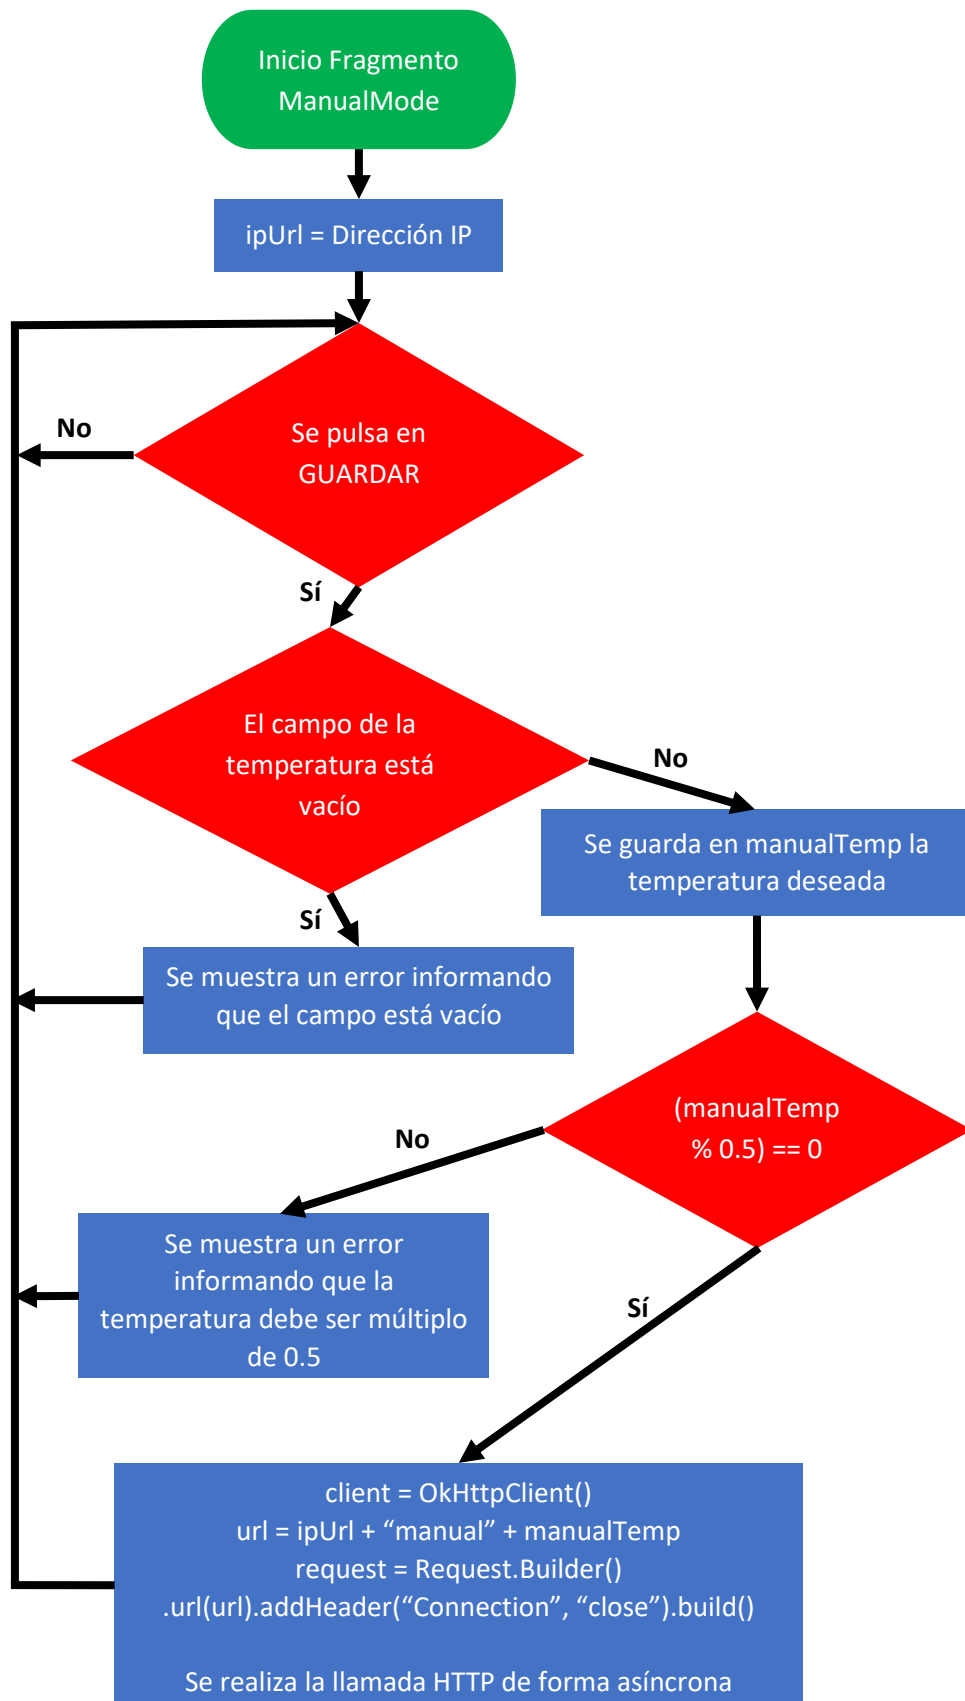 Inicio Fragmento
ManualMode
ipUrl = Dirección IP
Se pulsa en
GUARDAR
No
Sí
El campo de la
temperatura está
vacío
No
Se guarda en manualTemp la
temperatura deseada
Sí
Se muestra un error informando
que el campo está vacío
(manualTemp
% 0.5) == 0
No
Se muestra un error
informando que la
temperatura debe ser múltiplo
de 0.5
Sí
client = OkHttpClient()
url = ipUrl + “manual” + manualTemp
request = Request.Builder()
.url(url).addHeader(“Connection”, “close”).build()
Se realiza la llamada HTTP de forma asíncrona